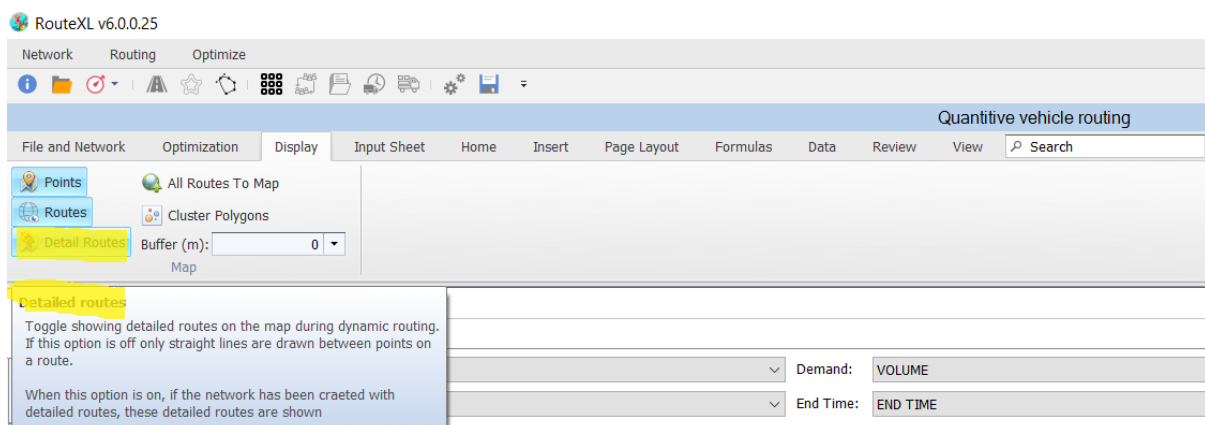 RouteXL v6.0.0.25
Network Routing Optimize
Quantitive vehicle routing
File and Network Optimization Display Input Sheet Home Insert Page Layout Formulas Data Review View Search
Points All Routes To Map
Routes Cluster Polygons
Detail Routes Buffer (m): 0
Map
Detailed routes
Toggle showing detailed routes on the map during dynamic routing.
If this option is off only straight lines are drawn between points on
a route.
Demand: VOLUME
When this option is on, if the network has been craeted with
detailed routes, these detailed routes are shown
End Time: END TIME